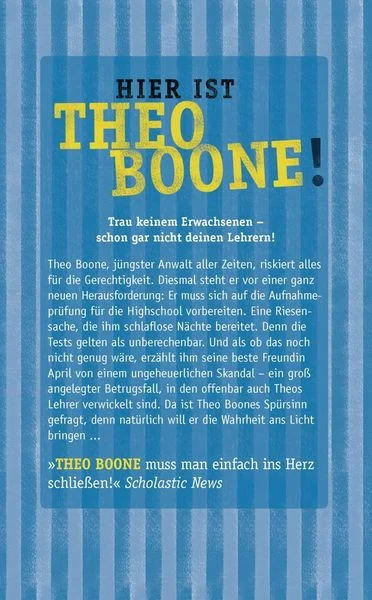 HIER IST
THEO
BOONE!
Trau keinem Erwachsenen –
schon gar nicht deinen Lehrern!
Theo Boone, jüngster Anwalt aller Zeiten, riskiert alles
für die Gerechtigkeit. Diesmal steht er vor einer ganz
neuen Herausforderung: Er muss sich auf die Aufnahme-
prüfung für die Highschool vorbereiten. Eine Riesen-
sache, die ihm schlaflose Nächte bereitet. Denn die
Tests gelten als unberechenbar. Und als ob das noch
nicht genug wäre, erzählt ihm seine beste Freundin
April von einem ungeheurlichen Skandal – ein groß
angelegter Betrugsfall, in den offenbar auch Theos
Lehrer verwickelt sind. Da ist Theo Boones Spürsinn
gefragt, denn natürlich will er die Wahrheit ans Licht
bringen ...
»THEO BOONE muss man einfach ins Herz
schließen!« Scholastic News